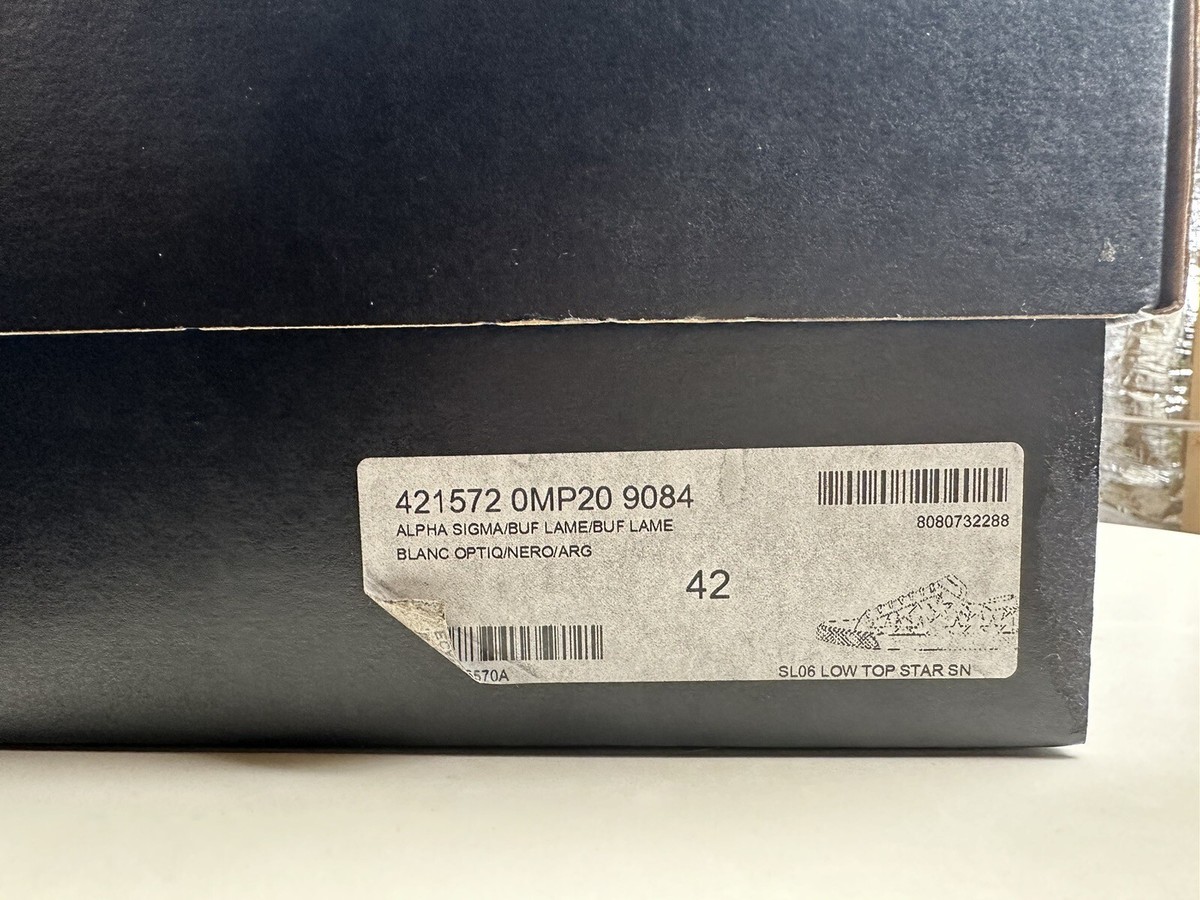 421572 0MP20 9084
ALPHA SIGMA/BUF LAME/BUF LAME
BLANC OPTIQ/NERO/ARG
8080732288
42
570A
SL06 LOW TOP STAR SN